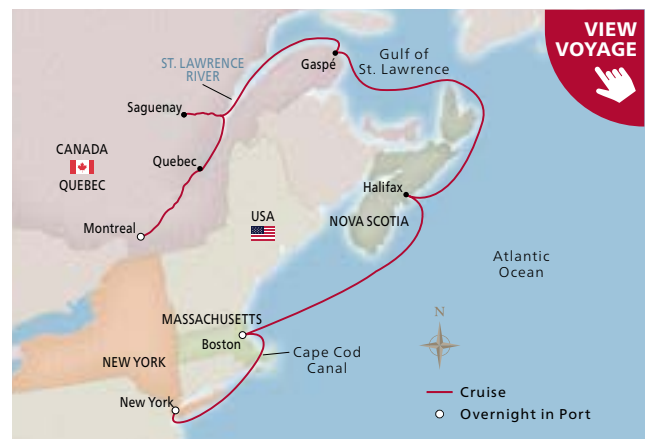 VIEW
VOYAGE
ST. LAWRENCE
RIVER
Gaspé
Gulf of
St. Lawrence
Saguenay
CANADA
QUEBEC
Quebec
Montreal
Halifax
NOVA SCOTIA
USA
Atlantic
Ocean
MASSACHUSETTS
Boston
Cape Cod
Canal
NEW YORK
New York
N
Cruise
Overnight in Port